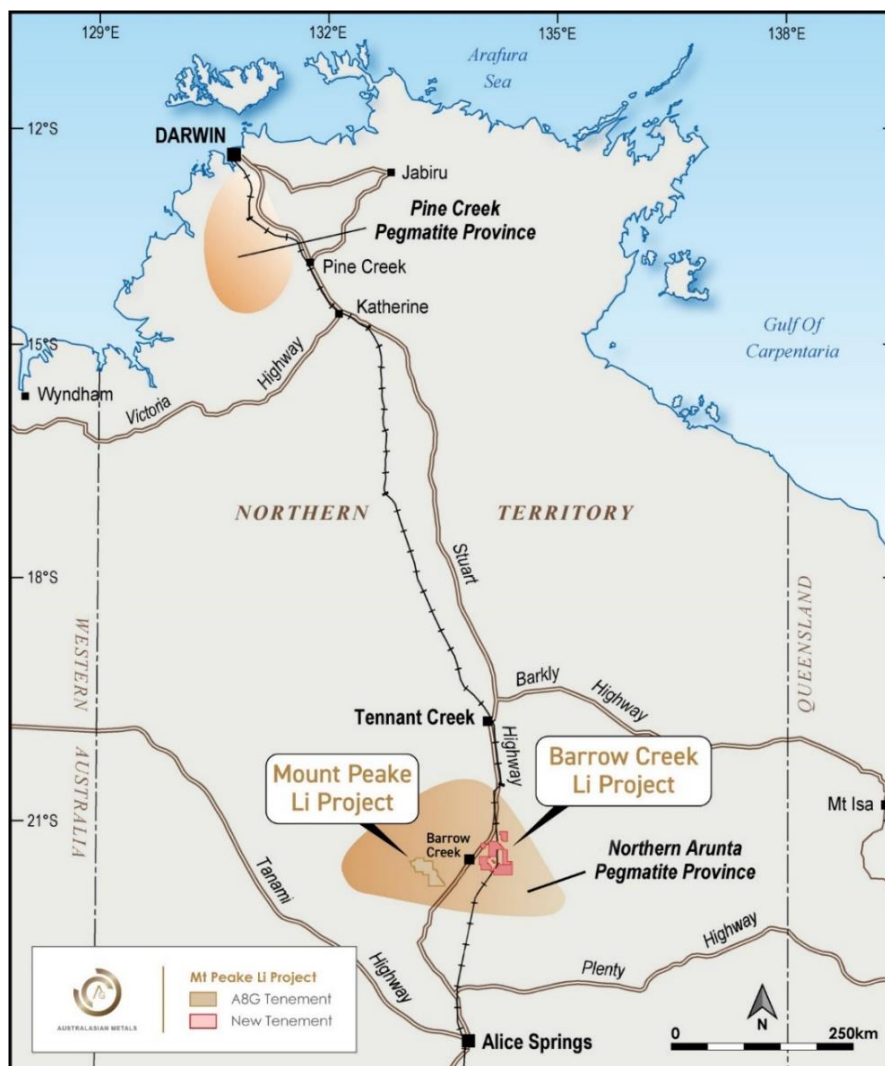 129°E
132°E
135°E
138°E
Arafura
Sea
12°S
DARWIN
Jabiru
Pine Creek
Pegmatite Province
Pine Creek
Katherine
Gulf Of
Carpentaria
15°S
Wyndham
Victoria
Highway
NORTHERN
TERRITORY
Stuart
18°S
WESTERN
AUSTRALIA
QUEENSLAND
Barkly
Highway
Tennant Creek
Highway
Mount Peake
Li Project
Barrow Creek
Li Project
Mt Isa
21°S
Barrow
Creek
Northern Arunta
Pegmatite Province
Tanami
Highway
Plenty
Highway
AUSTRALASIAN METALS
Mt Peake Li Project
A8G Tenement
New Tenement
Alice Springs
N
0
250km